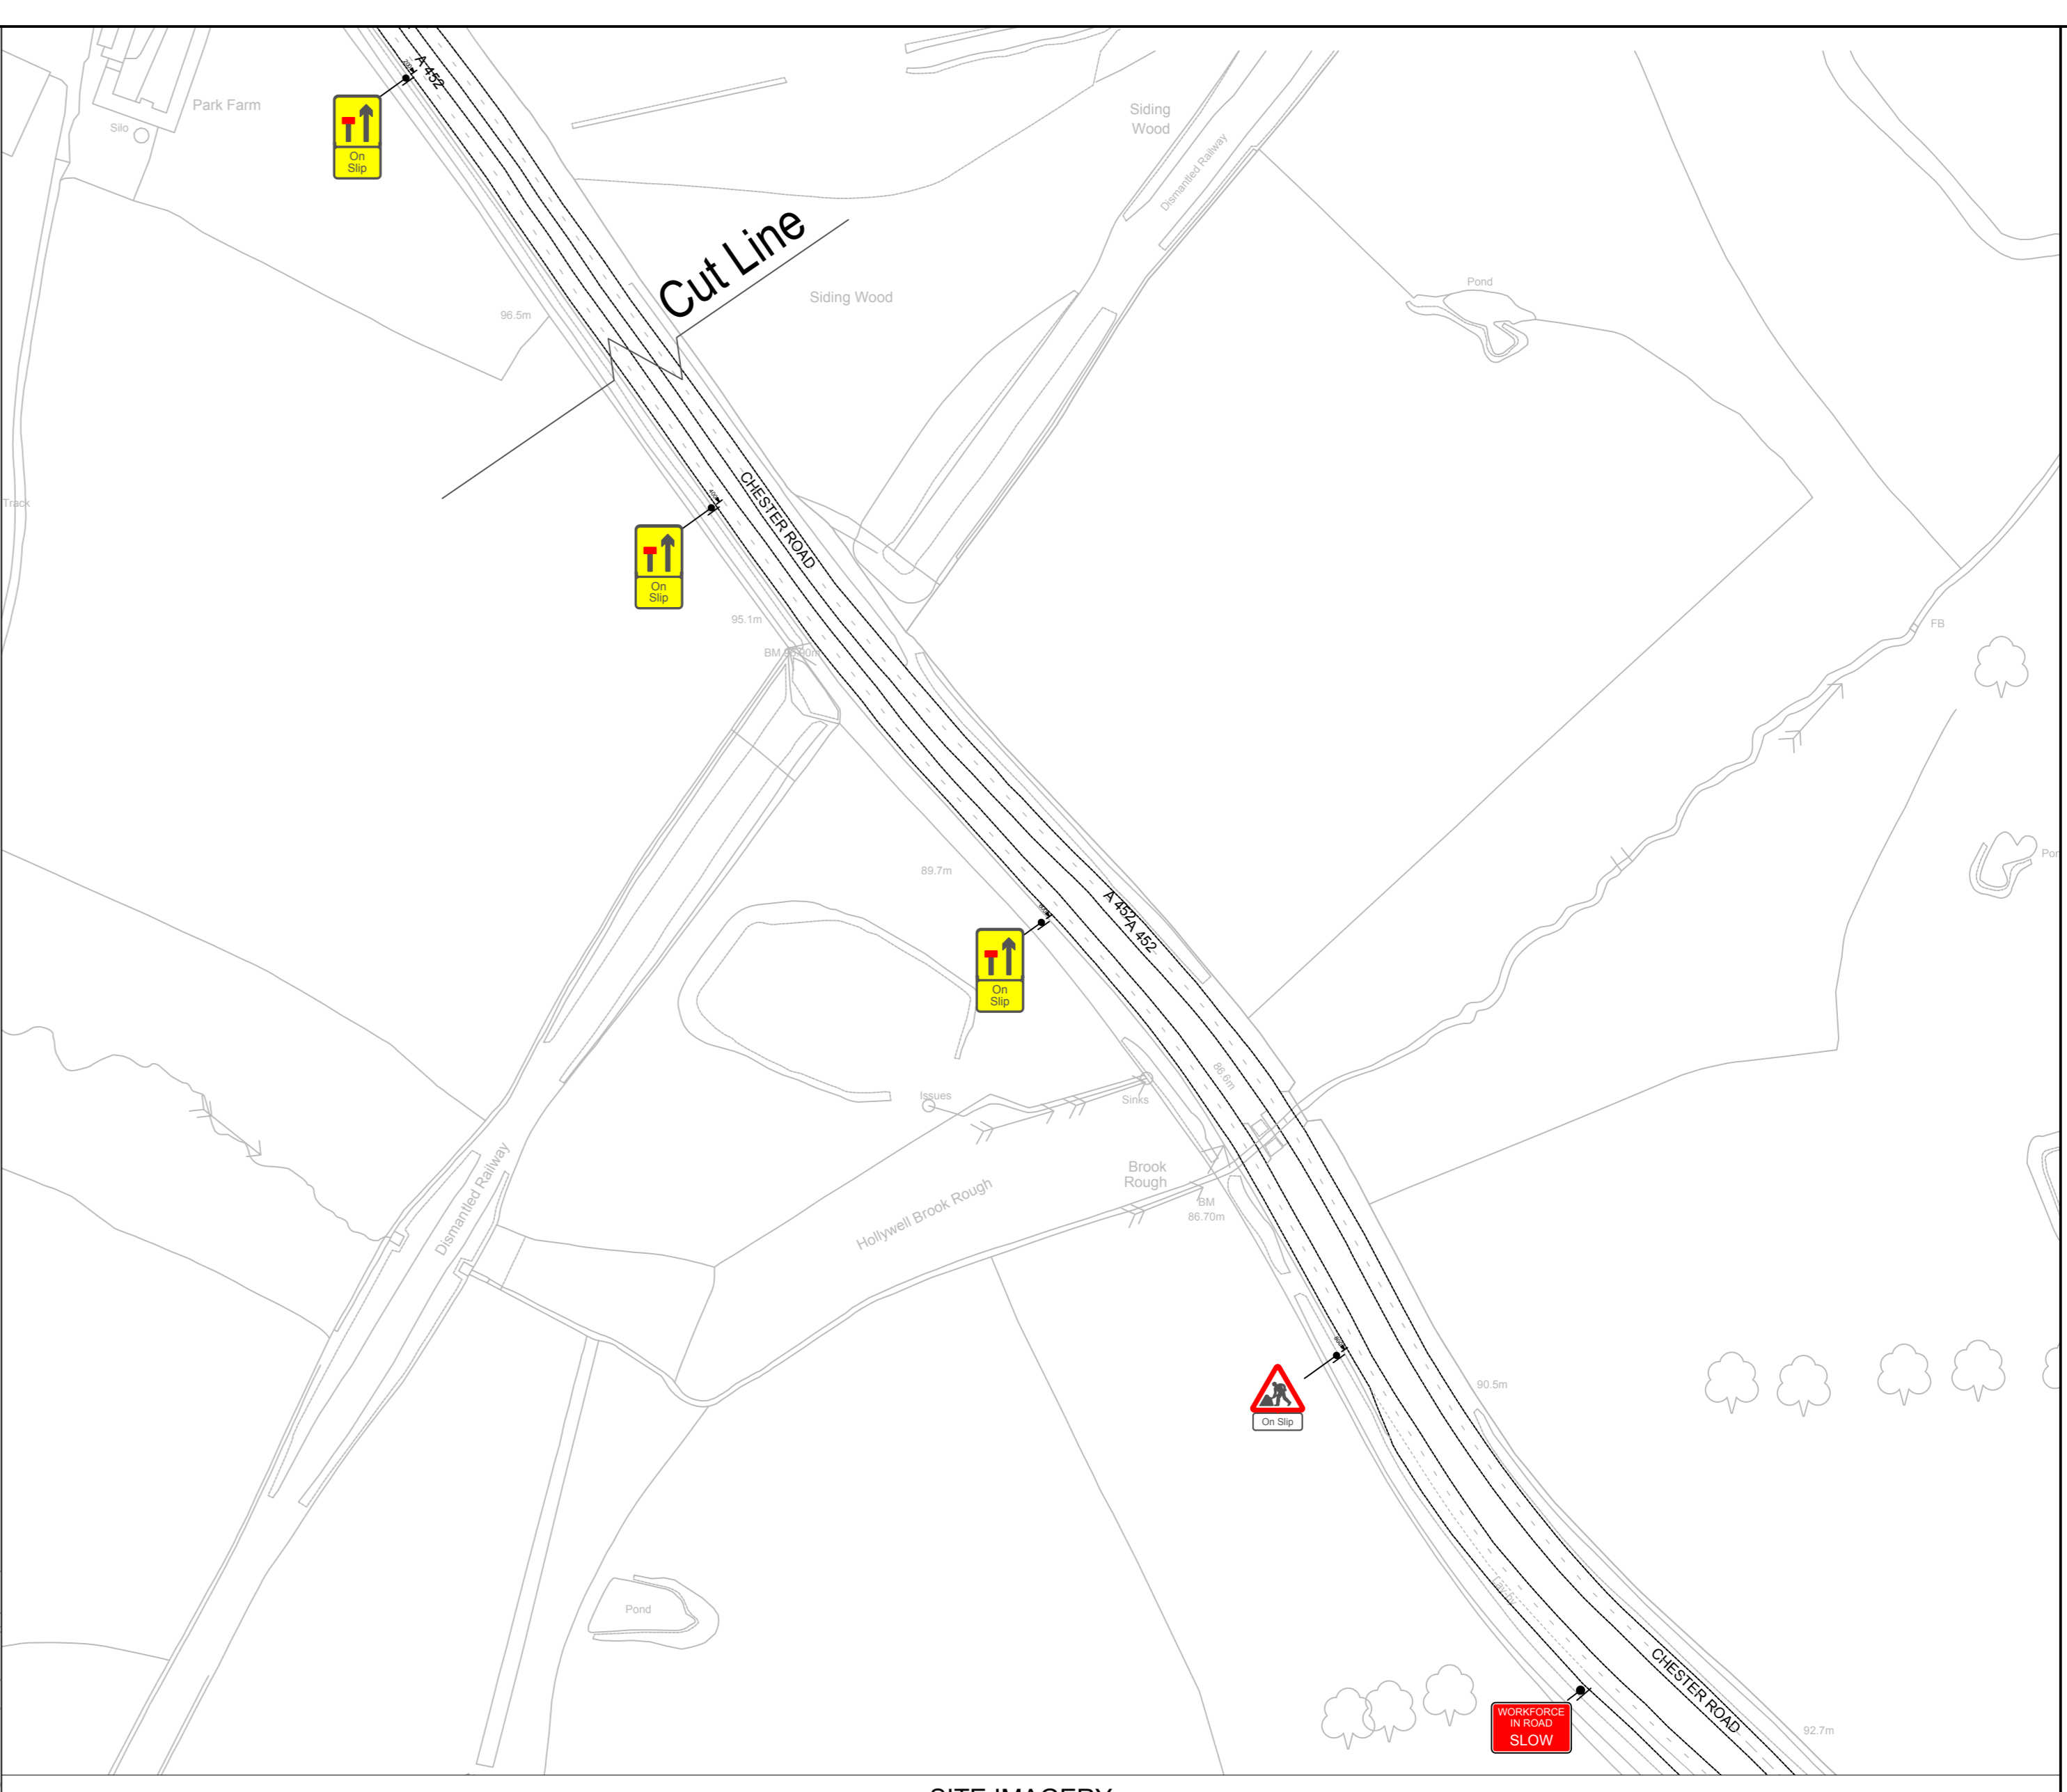 A 452
Park Farm
Silo
Siding
Wood
Dismantled Railway
On
Slip
Cut Line
Siding Wood
Pond
96.5m
Track
CHESTER ROAD
On
Slip
95.1m
FB
89.7m
A 452
A 452
On
Slip
86.6m
Issues
Sinks
Brook
Rough
Dismantled Railway
Hollywell Brook Rough
BM
86.70m
90.5m
On Slip
Pond
CHESTER ROAD
WORKFORCE
IN ROAD
SLOW
92.7m